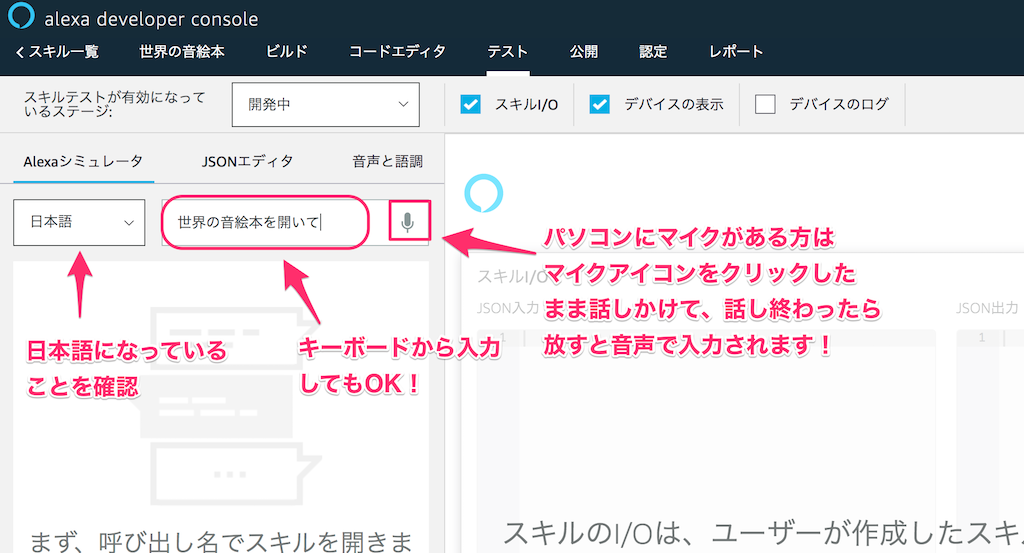 alexa developer console
スキル一覧 世界の音絵本 ビルド コードエディタ テスト 公開 認定 レポート
スキルテストが有効になって
いるステージ:
開発中
スキルI/O デバイスの表示 デバイスのログ
Alexaシミュレータ JSONエディタ 音声と語調
日本語
世界の音絵本を開いて
パソコンにマイクがある方は
マイクアイコンをクリックした
まま話しかけて、話し終わったら
放すと音声で入力されます！
スキルI/O
JSON入力
JSON出力
1
1
日本語になっている
ことを確認
キーボードから入力
してもOK！
まず、呼び出し名でスキルを開きま
スキルのI/Oは、ユーザーが作成したスキ